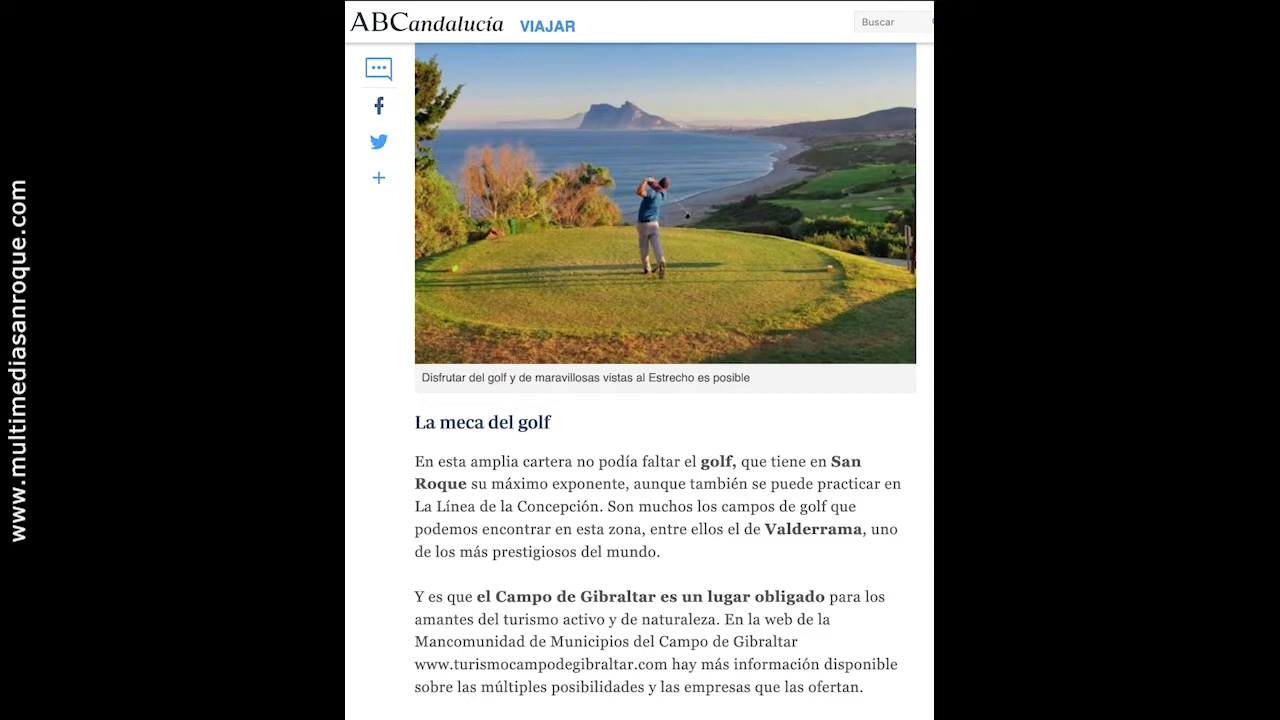 ABCandalucía VIAJAR
Buscar
www.multimediasanroque.com
Disfrutar del golf y de maravillosas vistas al Estrecho es posible
La meca del golf
En esta amplia cartera no podía faltar el golf, que tiene en San
Roque su máximo exponente, aunque también se puede practicar en
La Línea de la Concepción. Son muchos los campos de golf que
podemos encontrar en esta zona, entre ellos el de Valderrama, uno
de los más prestigiosos del mundo.
Y es que el Campo de Gibraltar es un lugar obligado para los
amantes del turismo activo y de naturaleza. En la web de la
Mancomunidad de Municipios del Campo de Gibraltar
www.turismocampodegibraltar.com hay más información disponible
sobre las múltiples posibilidades y las empresas que las ofertan.